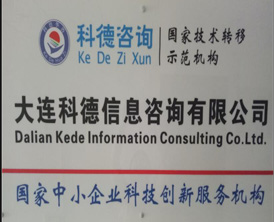 科德咨询
Ke De Zi Xun
国家技术转移
示范机构
大连科德信息咨询有限公司
Dalian Kede Information Consulting Co.Ltd.
国家中小企业科技创新服务机构